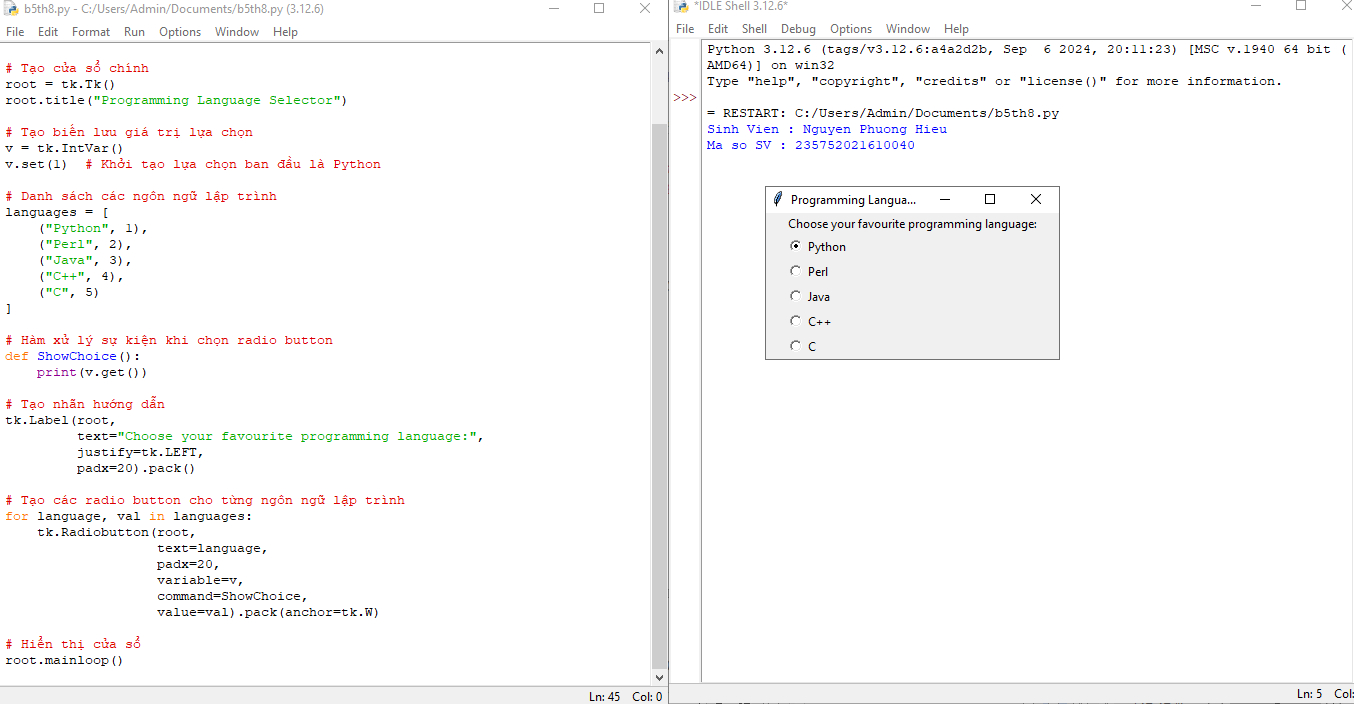 b5th8.py - C:/Users/Admin/Documents/b5th8.py (3.12.6)
File Edit Format Run Options Window Help
# Tạo cửa sổ chính
root = tk.Tk()
root.title("Programming Language Selector")
# Tạo biến lưu giá trị lựa chọn
v = tk.IntVar()
v.set(1)  # Khởi tạo lựa chọn ban đầu là Python
# Danh sách các ngôn ngữ lập trình
languages = [
    ("Python", 1),
    ("Perl", 2),
    ("Java", 3),
    ("C++", 4),
    ("C", 5)
]
# Hàm xử lý sự kiện khi chọn radio button
def ShowChoice():
    print(v.get())
# Tạo nhãn hướng dẫn
tk.Label(root,
         text="Choose your favourite programming language:",
         justify=tk.LEFT,
         padx=20).pack()
# Tạo các radio button cho từng ngôn ngữ lập trình
for language, val in languages:
    tk.Radiobutton(root,
                   text=language,
                   padx=20,
                   variable=v,
                   command=ShowChoice,
                   value=val).pack(anchor=tk.W)
# Hiển thị cửa sổ
root.mainloop()
Ln: 45 Col: 0
*IDLE Shell 3.12.6*
File Edit Shell Debug Options Window Help
Python 3.12.6 (tags/v3.12.6:a4a2d2b, Sep  6 2024, 20:11:23) [MSC v.1940 64 bit (
AMD64)] on win32
Type "help", "copyright", "credits" or "license()" for more information.
>>>
= RESTART: C:/Users/Admin/Documents/b5th8.py
Sinh Vien : Nguyen Phuong Hieu
Ma so SV : 235752021610040
Programming Langua...
Choose your favourite programming language:
Python
Perl
Java
C++
C
Ln: 5 Col: